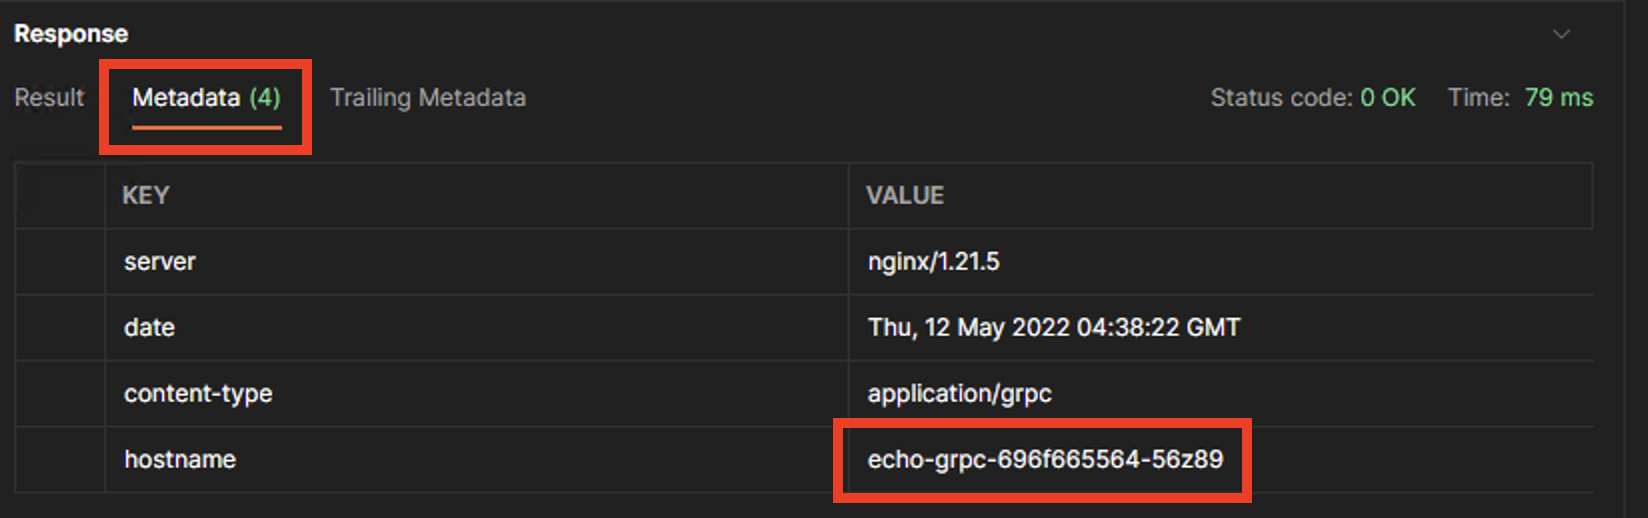 Response
Result Metadata (4) Trailing Metadata Status code: 0 OK Time: 79 ms
KEY VALUE
server nginx/1.21.5
date Thu, 12 May 2022 04:38:22 GMT
content-type application/grpc
hostname echo-grpc-696f665564-56z89